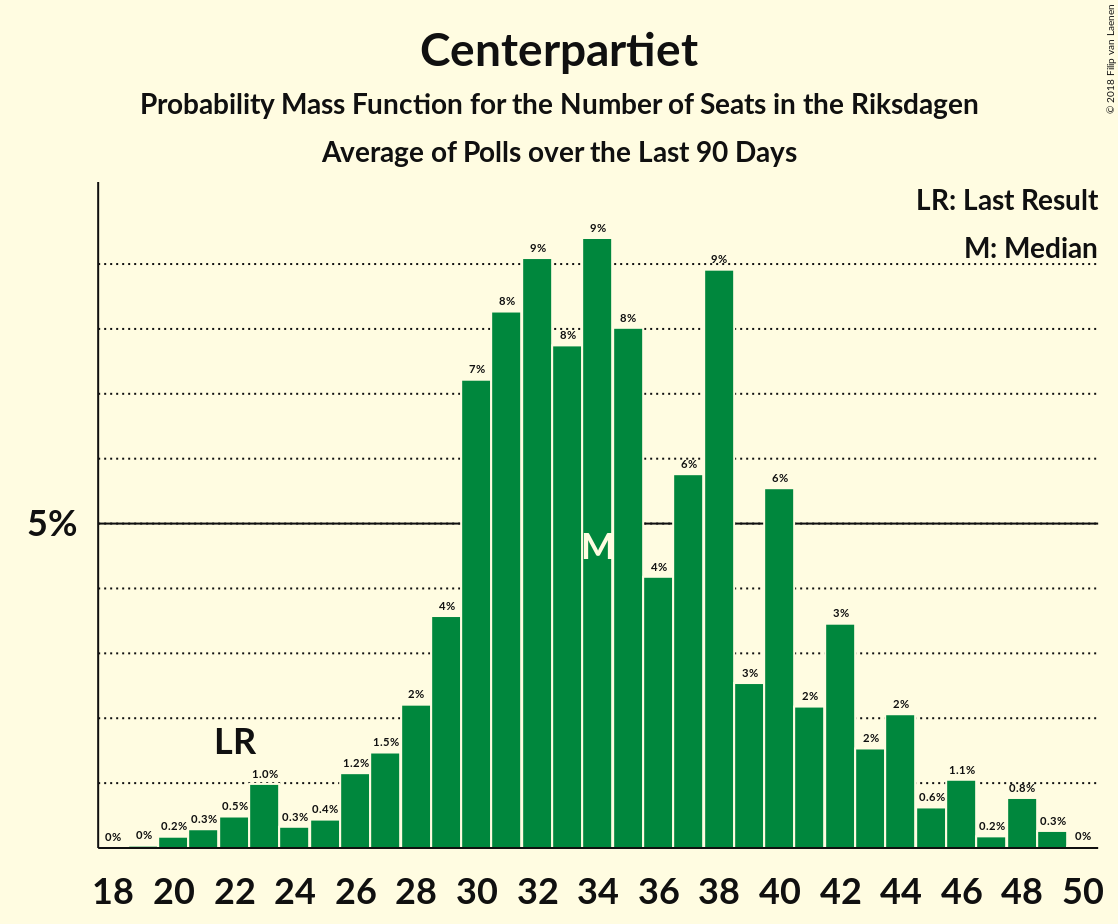 Centerpartiet
Probability Mass Function for the Number of Seats in the Riksdagen
Average of Polls over the Last 90 Days
© 2018 Filip van Laenen
LR: Last Result
M: Median
5%
0% 0% 0.2% 0.3% 0.5% 1.0% 0.3% 0.4% 1.2% 1.5% 2% 4% 7% 8% 9% 8% 9% 8% 4% 6% 9% 3% 6% 2% 3% 2% 2% 0.6% 1.1% 0.2% 0.8% 0.3% 0%
LR
M
18 20 22 24 26 28 30 32 34 36 38 40 42 44 46 48 50